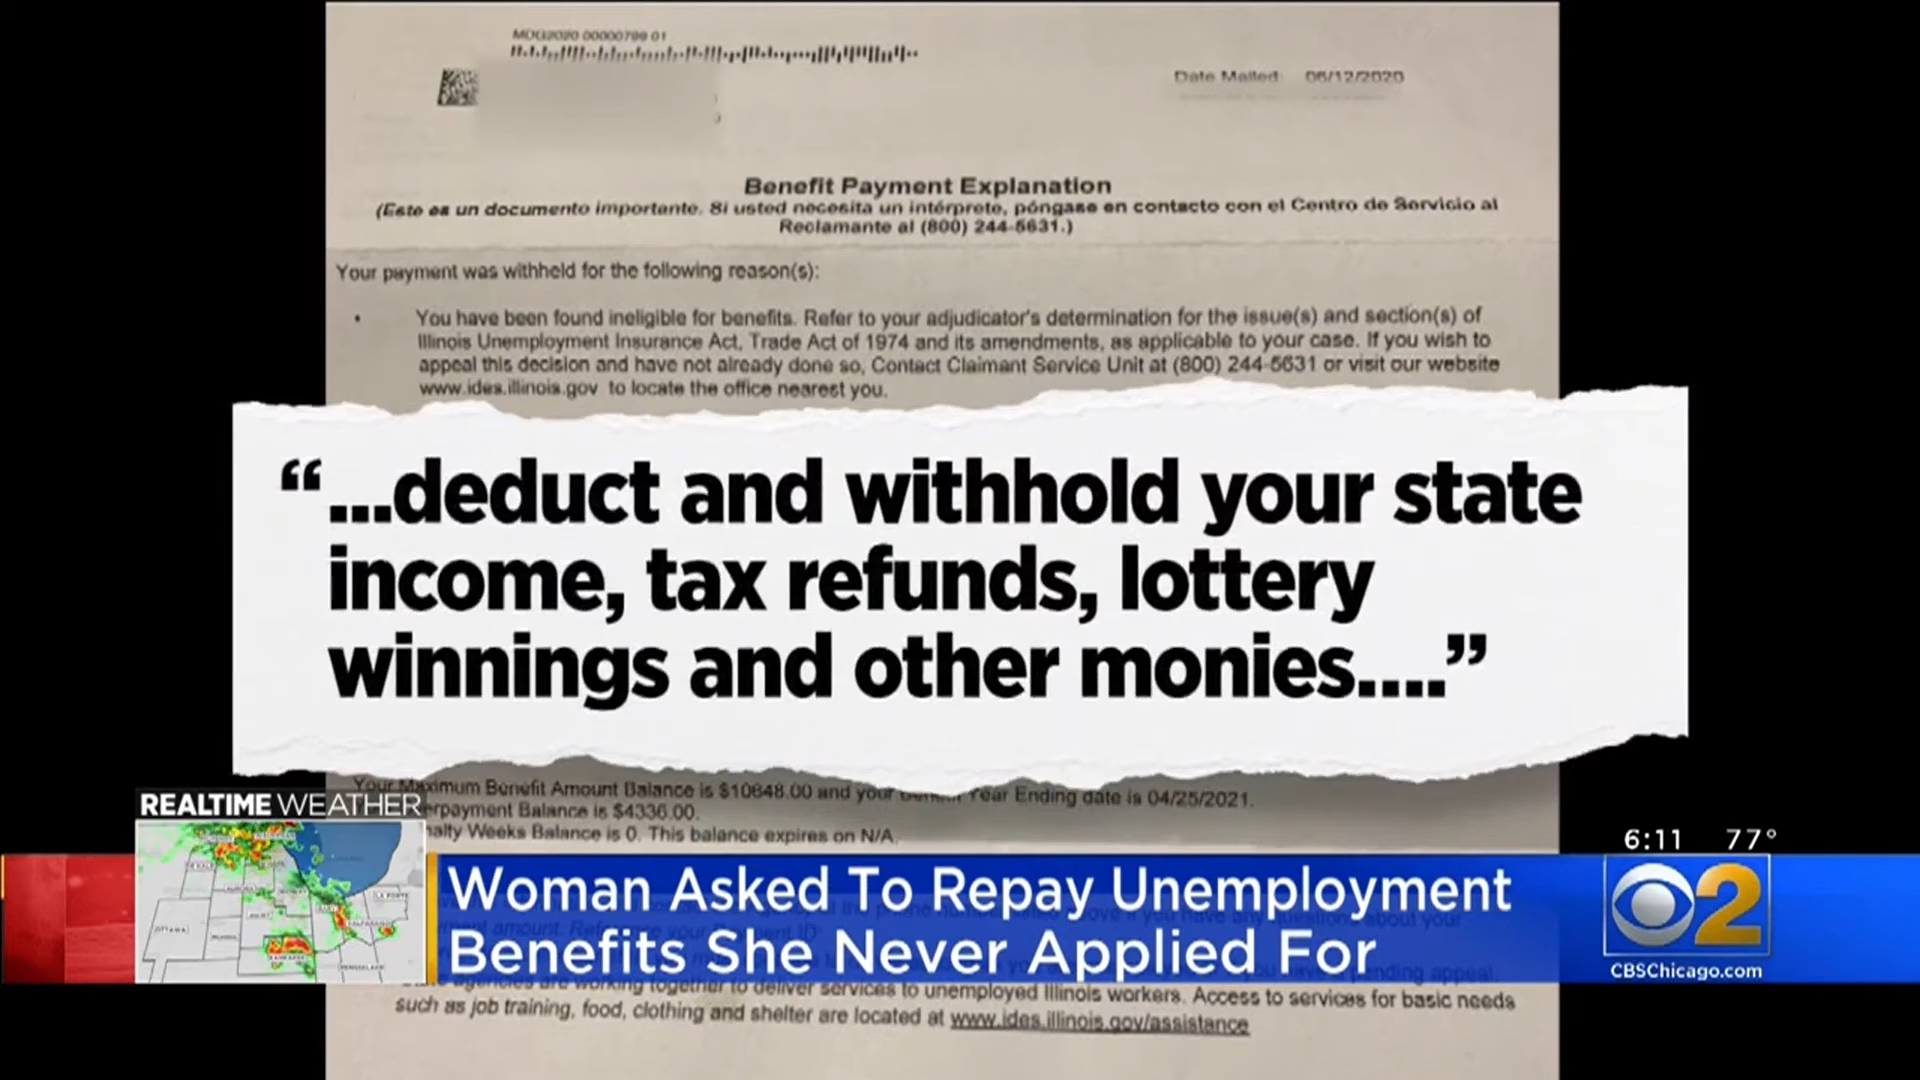 Date Mailed: 06/12/2020
Benefit Payment Explanation
(Este es un documento importante. Si usted necesita un intérprete, póngase en contacto con el Centro de Servicio al
Reclamante al (800) 244-5631.)
Your payment was withheld for the following reason(s):
• You have been found ineligible for benefits. Refer to your adjudicator's determination for the issue(s) and section(s) of
Illinois Unemployment Insurance Act, Trade Act of 1974 and its amendments, as applicable to your case. If you wish to
appeal this decision and have not already done so, Contact Claimant Service Unit at (800) 244-5631 or visit our website
www.ides.illinois.gov to locate the office nearest you.
“...deduct and withhold your state
income, tax refunds, lottery
winnings and other monies....”
Your Maximum Benefit Amount Balance is $10648.00 and your Benefit Year Ending date is 04/25/2021.
erpayment Balance is $4336.00.
alty Weeks Balance is 0. This balance expires on N/A.
REALTIME WEATHER
6:11 77°
Woman Asked To Repay Unemployment
Benefits She Never Applied For
2
CBSChicago.com
agencies are working together to deliver services to unemployed Illinois workers. Access to services for basic needs
such as job training, food, clothing and shelter are located at www.ides.illinois.gov/assistance